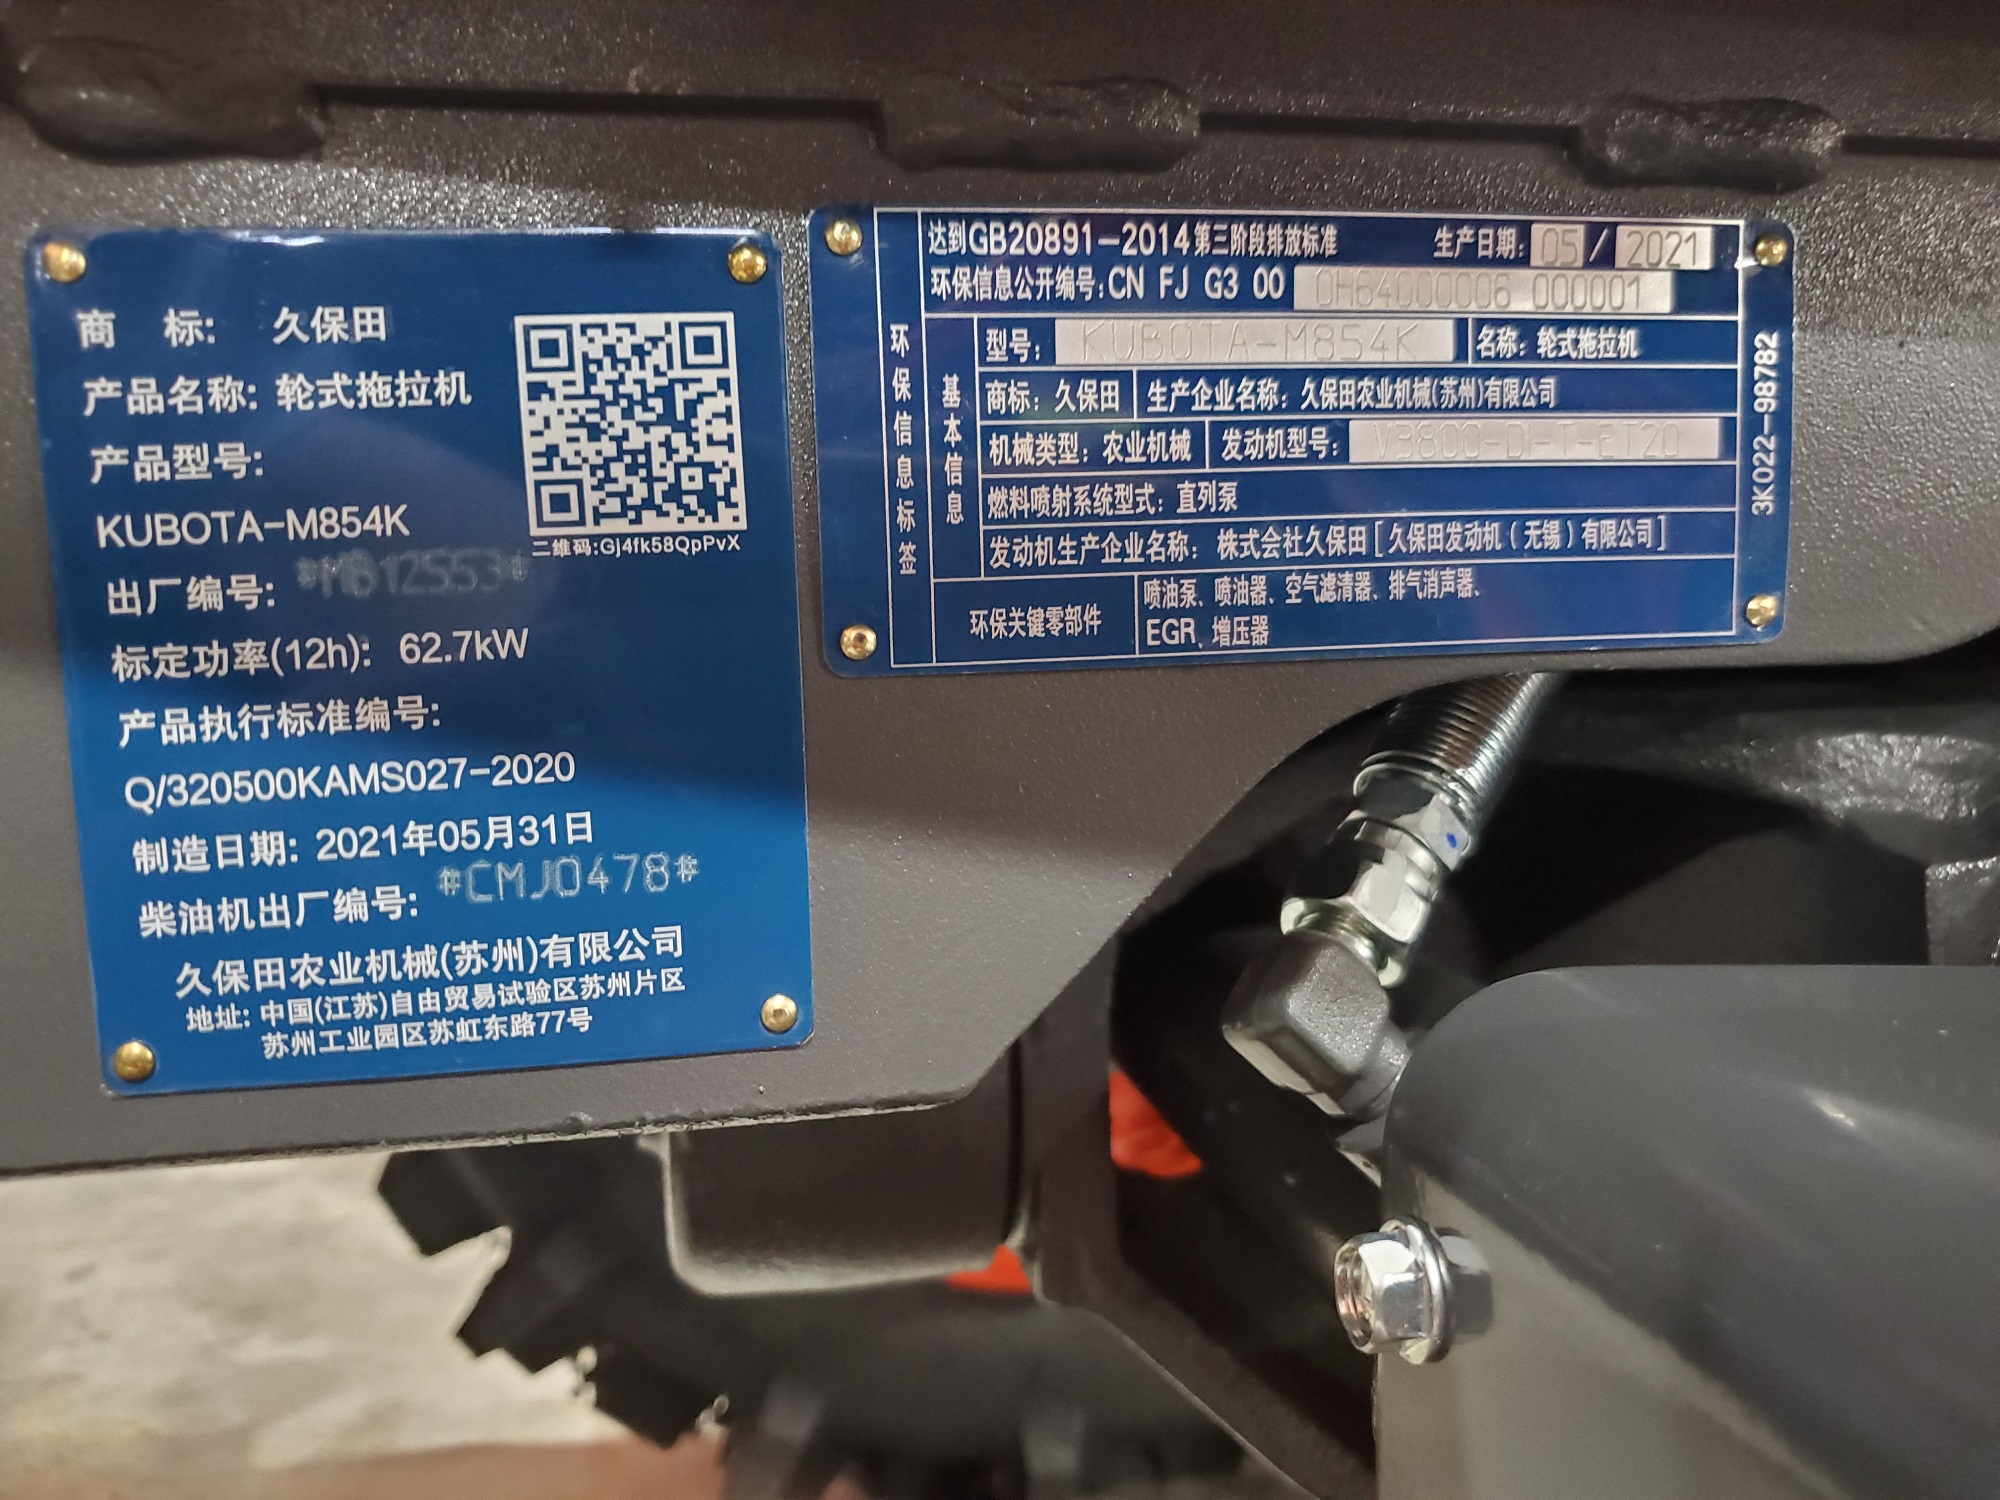 商 标: 久保田
产品名称: 轮式拖拉机
产品型号:
KUBOTA-M854K
出厂编号: *M812553*
标定功率(12h): 62.7kW
产品执行标准编号:
Q/320500KAMS027-2020
制造日期: 2021年05月31日
柴油机出厂编号: *CMJ0478*
久保田农业机械(苏州)有限公司
地址: 中国(江苏)自由贸易试验区苏州片区
苏州工业园区苏虹东路77号
二维码:Gj4fk58QpPvX
达到GB20891-2014第三阶段排放标准 生产日期: 05/2021
环保信息公开编号: CN FJ G3 00 0H64000006 000001
环保信息标签
基本信息
型号: KUBOTA-M854K 名称: 轮式拖拉机
商标: 久保田 生产企业名称: 久保田农业机械(苏州)有限公司
机械类型: 农业机械 发动机型号: V3800-DI-T-ET20
燃料喷射系统型式: 直列泵
发动机生产企业名称: 株式会社久保田[久保田发动机(无锡)有限公司]
环保关键零部件 喷油泵、喷油器、空气滤清器、排气消声器、
EGR、增压器
3K022-98782